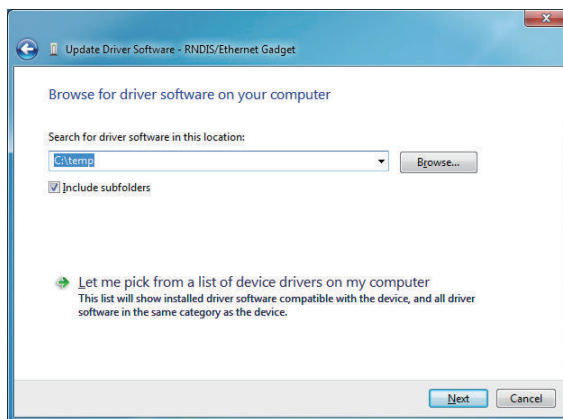 Update Driver Software - RNDIS/Ethernet Gadget
Browse for driver software on your computer
Search for driver software in this location:
C:\temp
Browse...
Include subfolders
Let me pick from a list of device drivers on my computer
This list will show installed driver software compatible with the device, and all driver
software in the same category as the device.
Next
Cancel